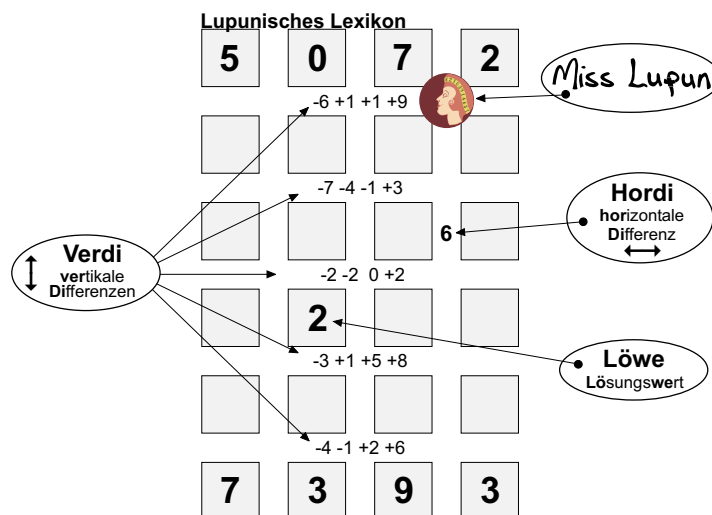 Lupunisches Lexikon
5 0 7 2
Miss Lupun
-6 +1 +1 +9
-7 -4 -1 +3
Hordi
horizontale
Differenz
6
Verdi
vertikale
Differenzen
-2 -2 0 +2
2
Löwe
Lösungswert
-3 +1 +5 +8
-4 -1 +2 +6
7 3 9 3